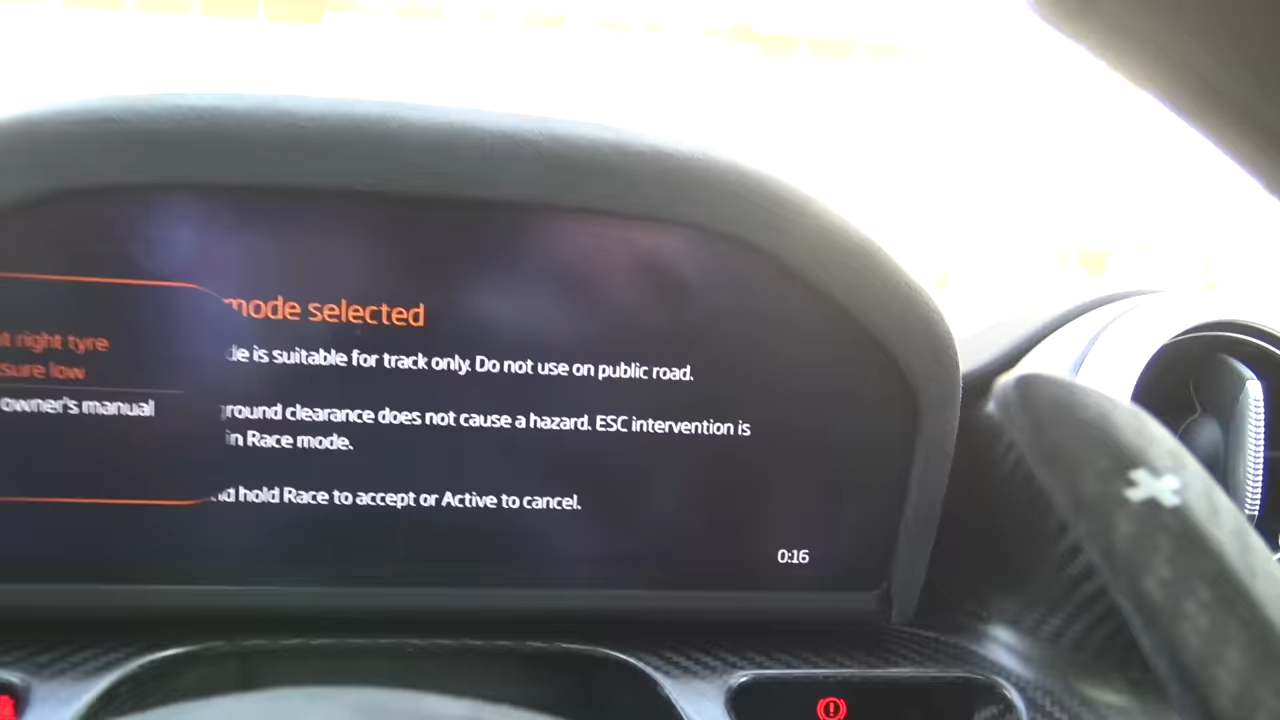 mode selected
t right tyre
is suitable for track only. Do not use on public road.
sure low
owner's manual
round clearance does not cause a hazard. ESC intervention is
in Race mode.
hold Race to accept or Active to cancel.
0:16